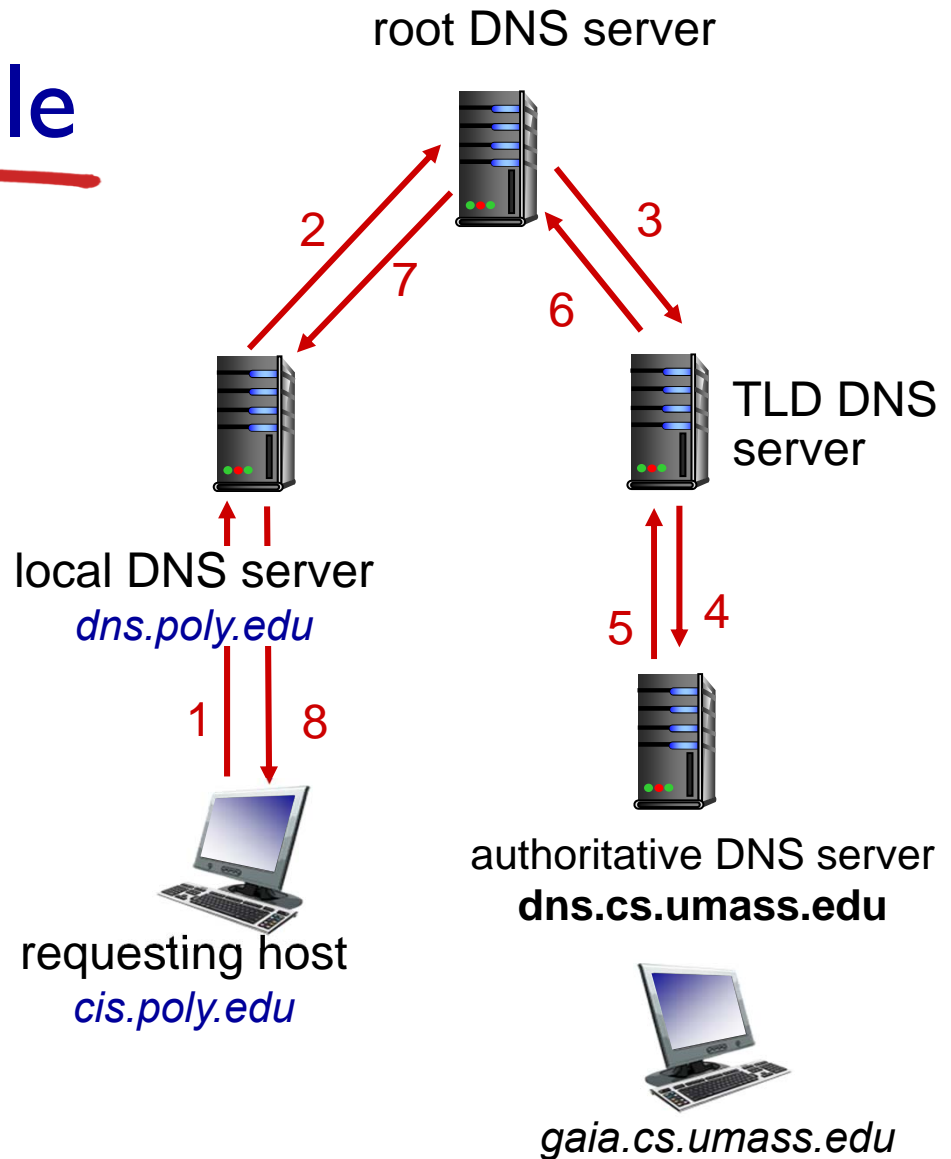 root DNS server
le
2
3
7
6
TLD DNS
server
local DNS server
dns.poly.edu
5
4
1
8
authoritative DNS server
dns.cs.umass.edu
requesting host
cis.poly.edu
gaia.cs.umass.edu